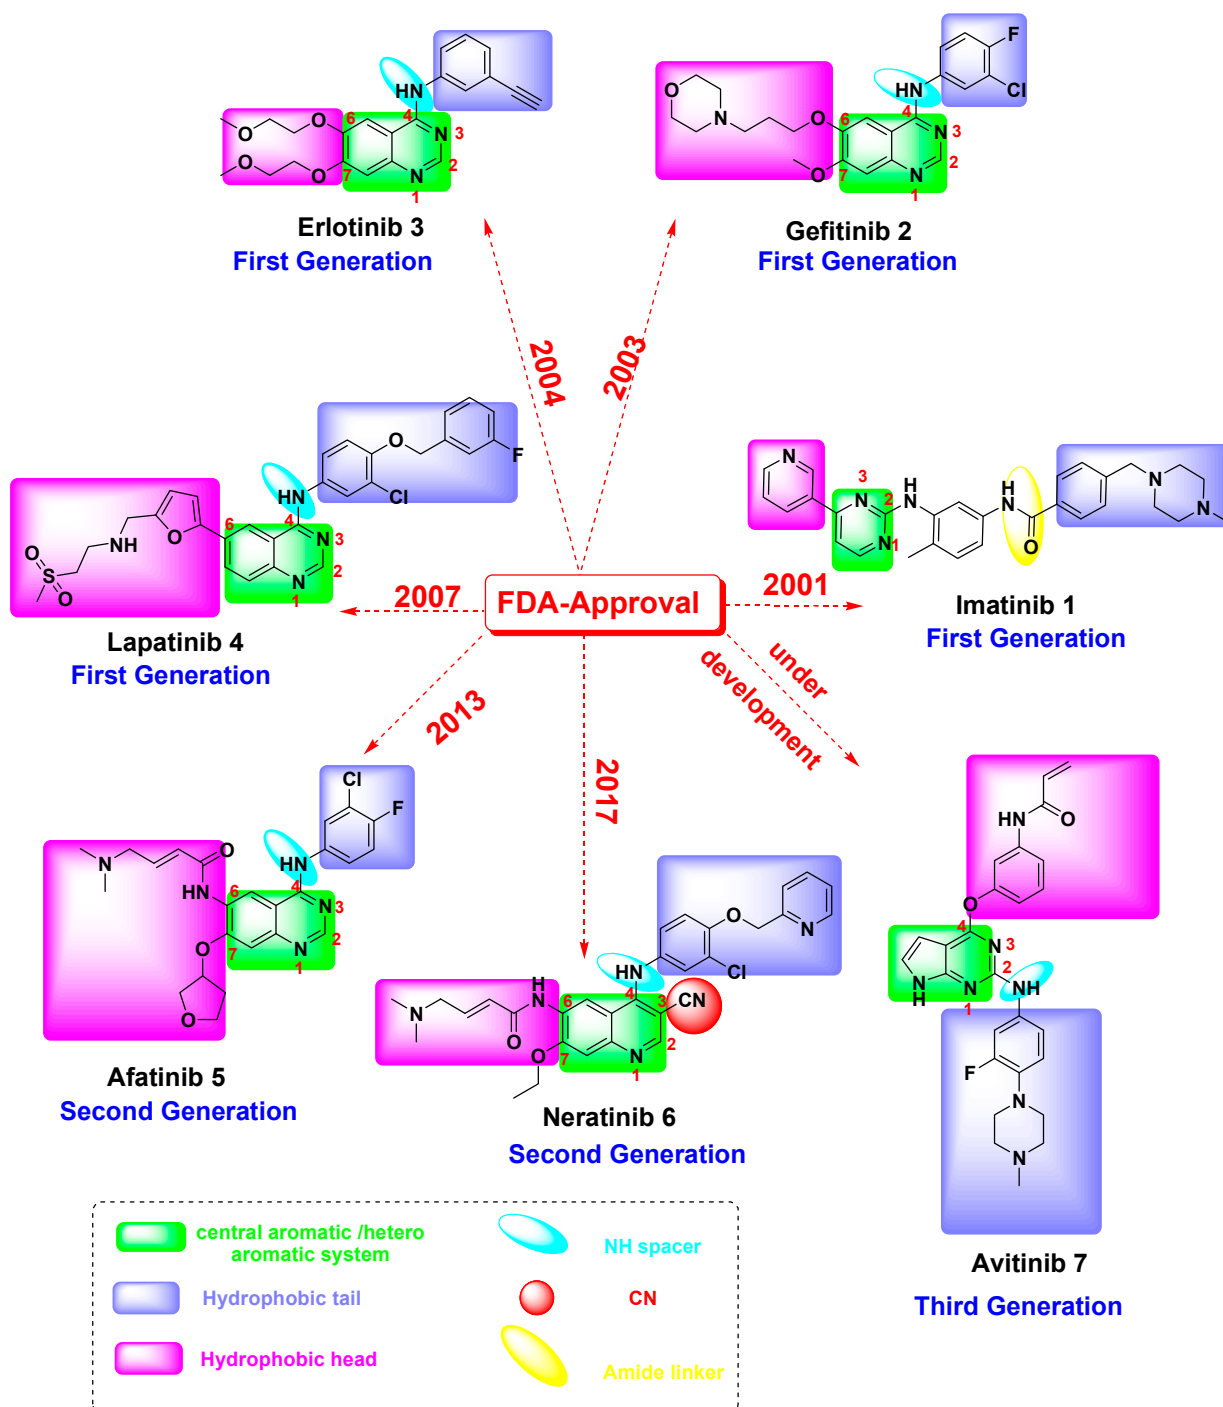 F
Cl
HN
4
N
3
2
N
1
6
7
O
O
O
O
Erlotinib 3
First Generation
F
Cl
HN
4
N
3
2
N
1
6
7
O
N
O
O
Gefitinib 2
First Generation
2004
2003
F
O
Cl
HN
4
N
3
2
N
1
6
O
NH
O
S
O
Lapatinib 4
First Generation
N
3
N
2
H
N
N
1
H
N
O
N
N
Imatinib 1
First Generation
FDA-Approval
2007
2001
2013
2017
under
development
Cl
F
HN
4
N
3
2
N
1
6
7
O
HN
N
O
O
Afatinib 5
Second Generation
O
N
Cl
HN
4
3
CN
2
N
1
6
7
H
N
O
N
O
Neratinib 6
Second Generation
O
N
H
O
4
N
3
2
N
1
N
H
N
H
F
N
N
Avitinib 7
Third Generation
central aromatic /hetero
aromatic system
NH spacer
Hydrophobic tail
CN
Hydrophobic head
Amide linker